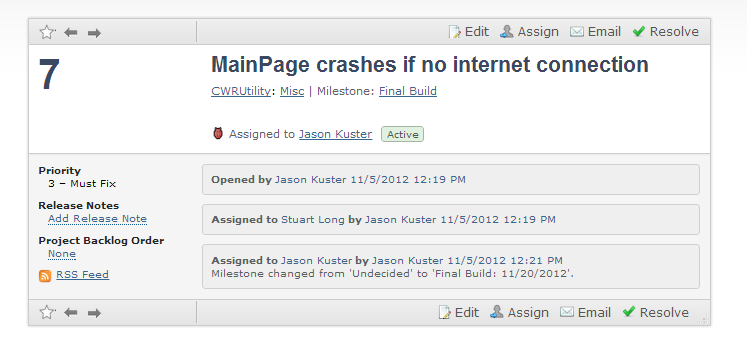 Edit Assign Email Resolve
7
MainPage crashes if no internet connection
CWRUtility: Misc | Milestone: Final Build
Assigned to Jason Kuster Active
Priority
3 – Must Fix
Release Notes
Add Release Note
Project Backlog Order
None
RSS Feed
Opened by Jason Kuster 11/5/2012 12:19 PM
Assigned to Stuart Long by Jason Kuster 11/5/2012 12:19 PM
Assigned to Jason Kuster by Jason Kuster 11/5/2012 12:21 PM
Milestone changed from 'Undecided' to 'Final Build: 11/20/2012'.
Edit Assign Email Resolve